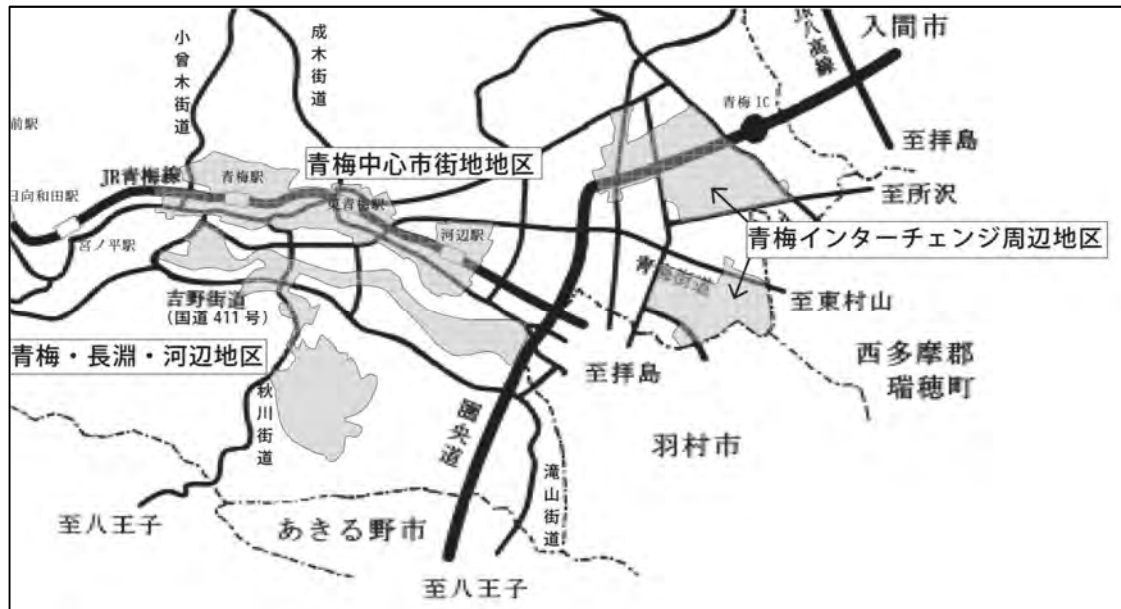 小曾木街道
成木街道
JR八高線
入間市
青梅IC
前駅
至拝島
青梅中心市街地地区
JR青梅線
青梅駅
日向和田駅
東青梅駅
至所沢
宮ノ平駅
河辺駅
青梅インターチェンジ周辺地区
青梅街道
吉野街道
(国道411号)
至東村山
青梅・長淵・河辺地区
西多摩郡
瑞穂町
至拝島
秋川街道
圏央道
羽村市
滝山街道
至八王子
あきる野市
至八王子